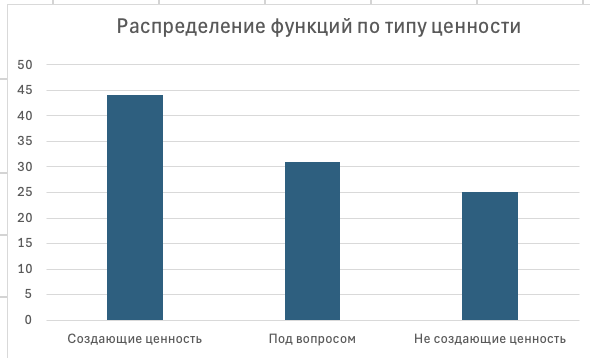 Распределение функций по типу ценности
50
45
40
35
30
25
20
15
10
5
0
Создающие ценность
Под вопросом
Не создающие ценность